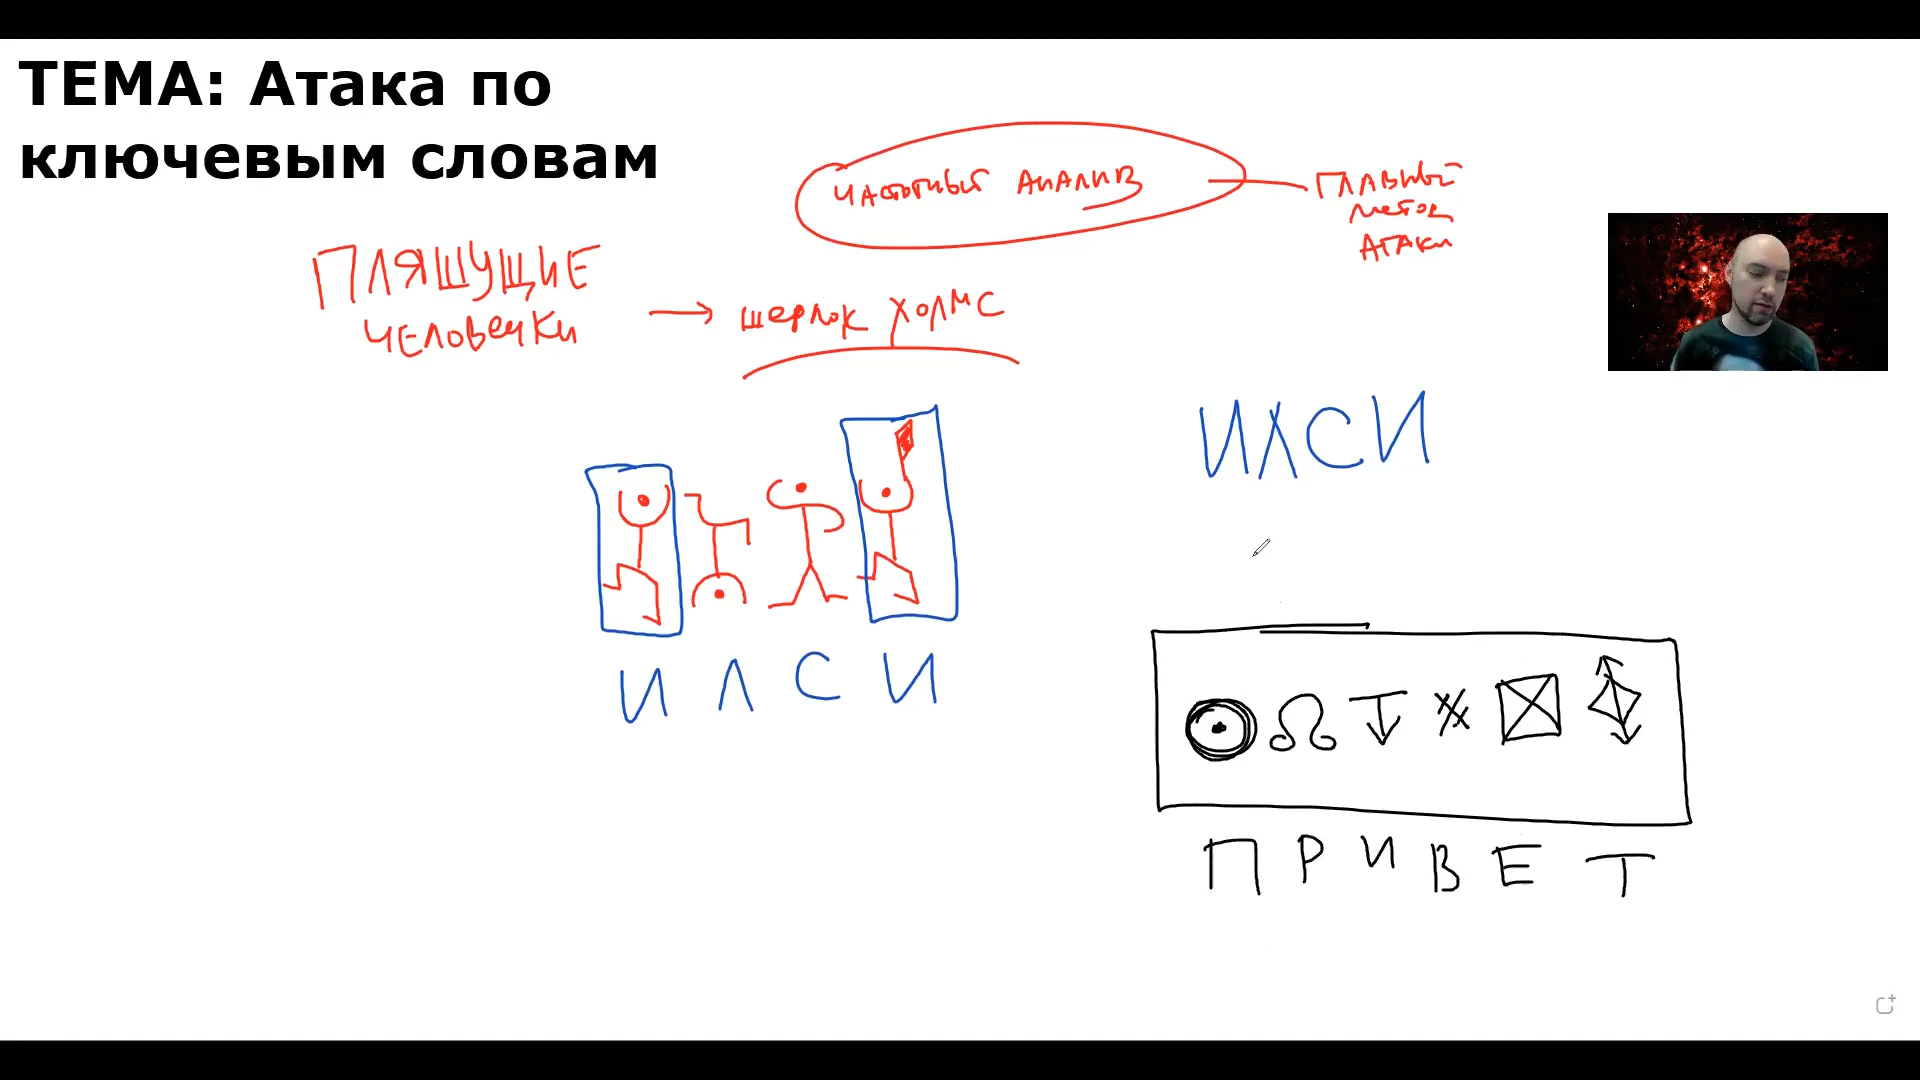 ТЕМА: Атака по
ключевым словам
ЧАСТОТНЫЙ АНАЛИЗ
ГЛАВНЫЙ
МЕТОД
АТАКИ
ПЛЯШУЩИЕ
ЧЕЛОВЕЧКИ
ШЕРЛОК ХОЛМС
ИЛСИ
И Л С И
П Р И В Е Т